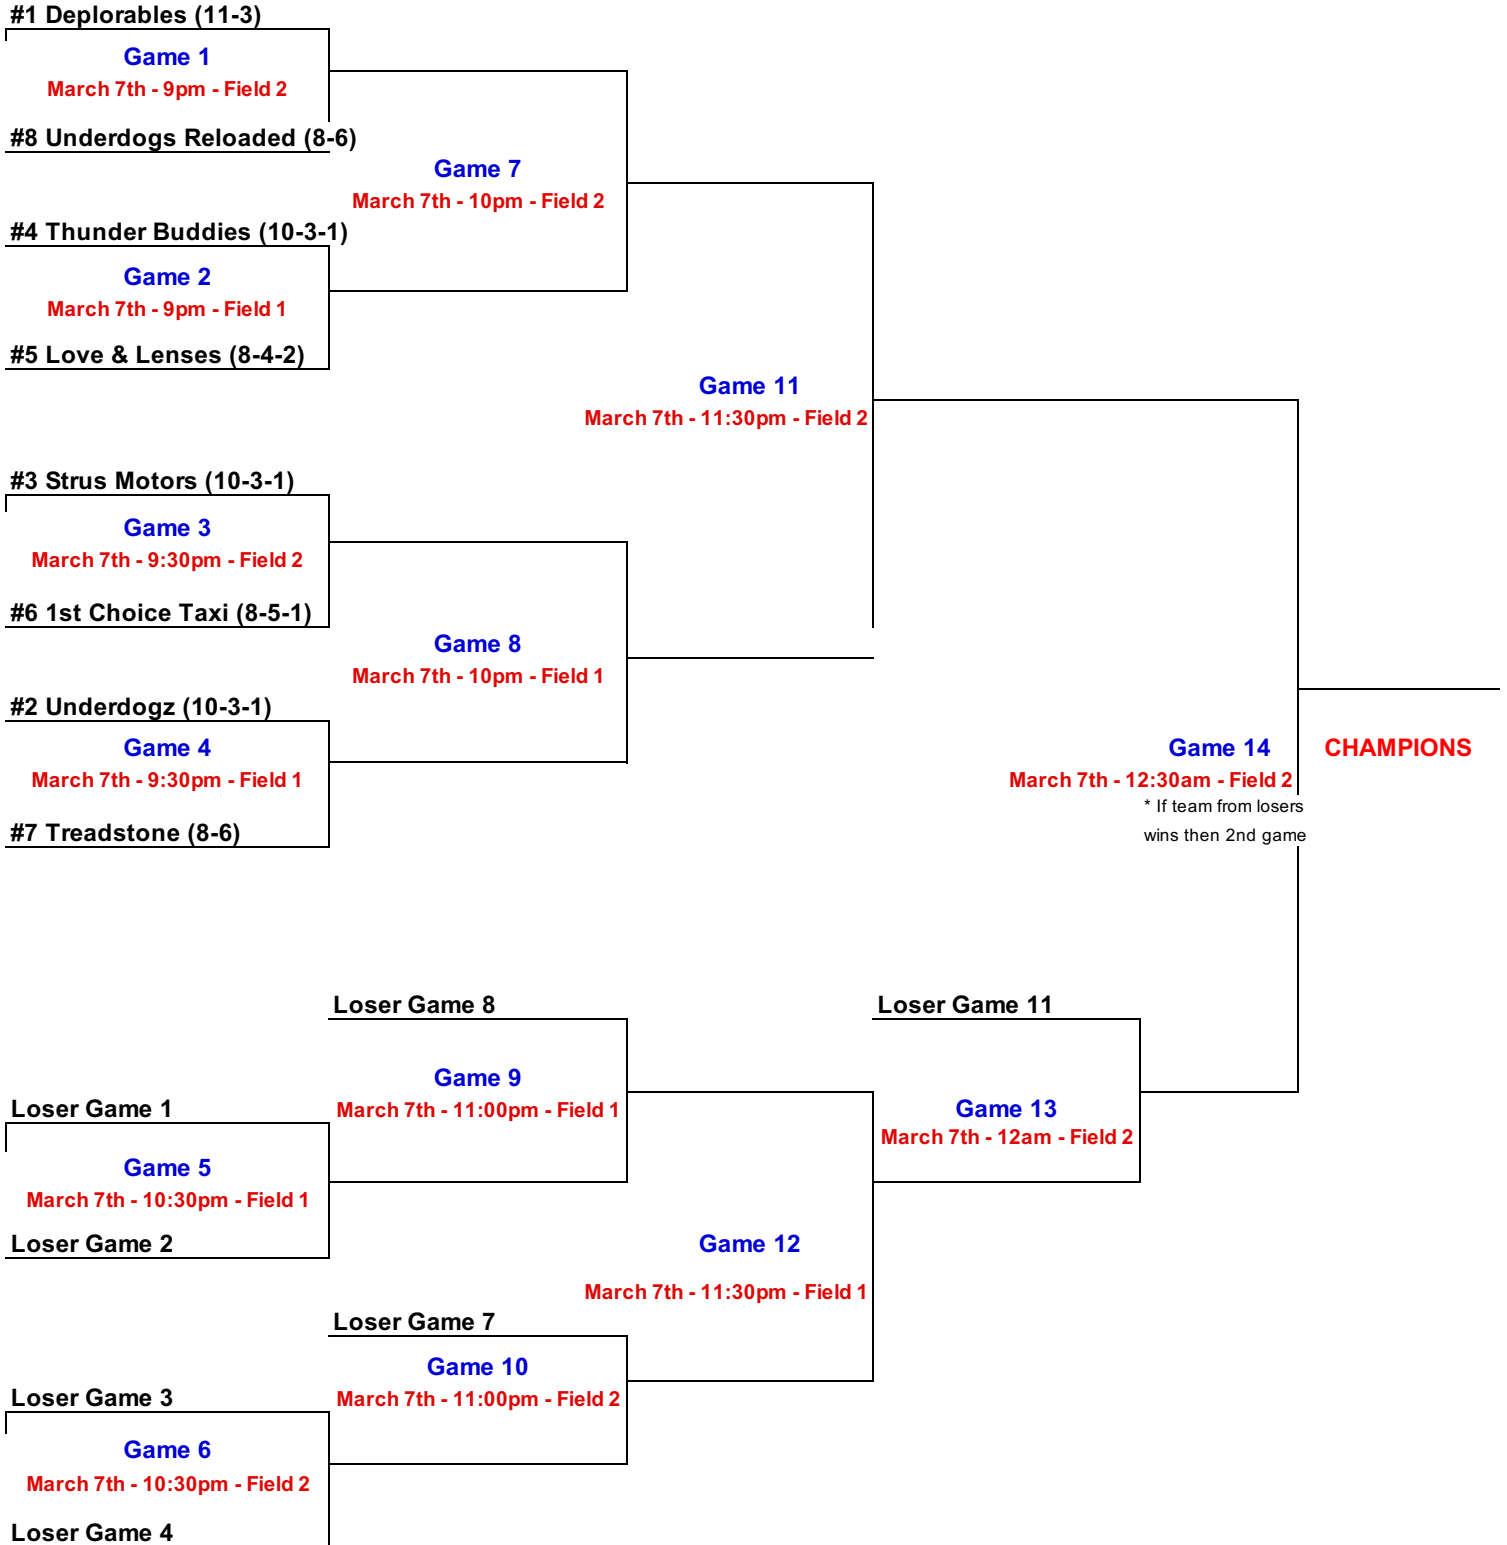 #1 Deplorables (11-3)
Game 1
March 7th - 9pm - Field 2
#8 Underdogs Reloaded (8-6)
Game 7
March 7th - 10pm - Field 2
#4 Thunder Buddies (10-3-1)
Game 2
March 7th - 9pm - Field 1
#5 Love & Lenses (8-4-2)
Game 11
March 7th - 11:30pm - Field 2
#3 Strus Motors (10-3-1)
Game 3
March 7th - 9:30pm - Field 2
#6 1st Choice Taxi (8-5-1)
Game 8
March 7th - 10pm - Field 1
#2 Underdogz (10-3-1)
Game 4
March 7th - 9:30pm - Field 1
#7 Treadstone (8-6)
Game 14
March 7th - 12:30am - Field 2
* If team from losers
wins then 2nd game
CHAMPIONS
Loser Game 8
Game 9
March 7th - 11:00pm - Field 1
Loser Game 1
Game 5
March 7th - 10:30pm - Field 1
Loser Game 2
Loser Game 11
Game 13
March 7th - 12am - Field 2
Game 12
March 7th - 11:30pm - Field 1
Loser Game 7
Game 10
March 7th - 11:00pm - Field 2
Loser Game 3
Game 6
March 7th - 10:30pm - Field 2
Loser Game 4